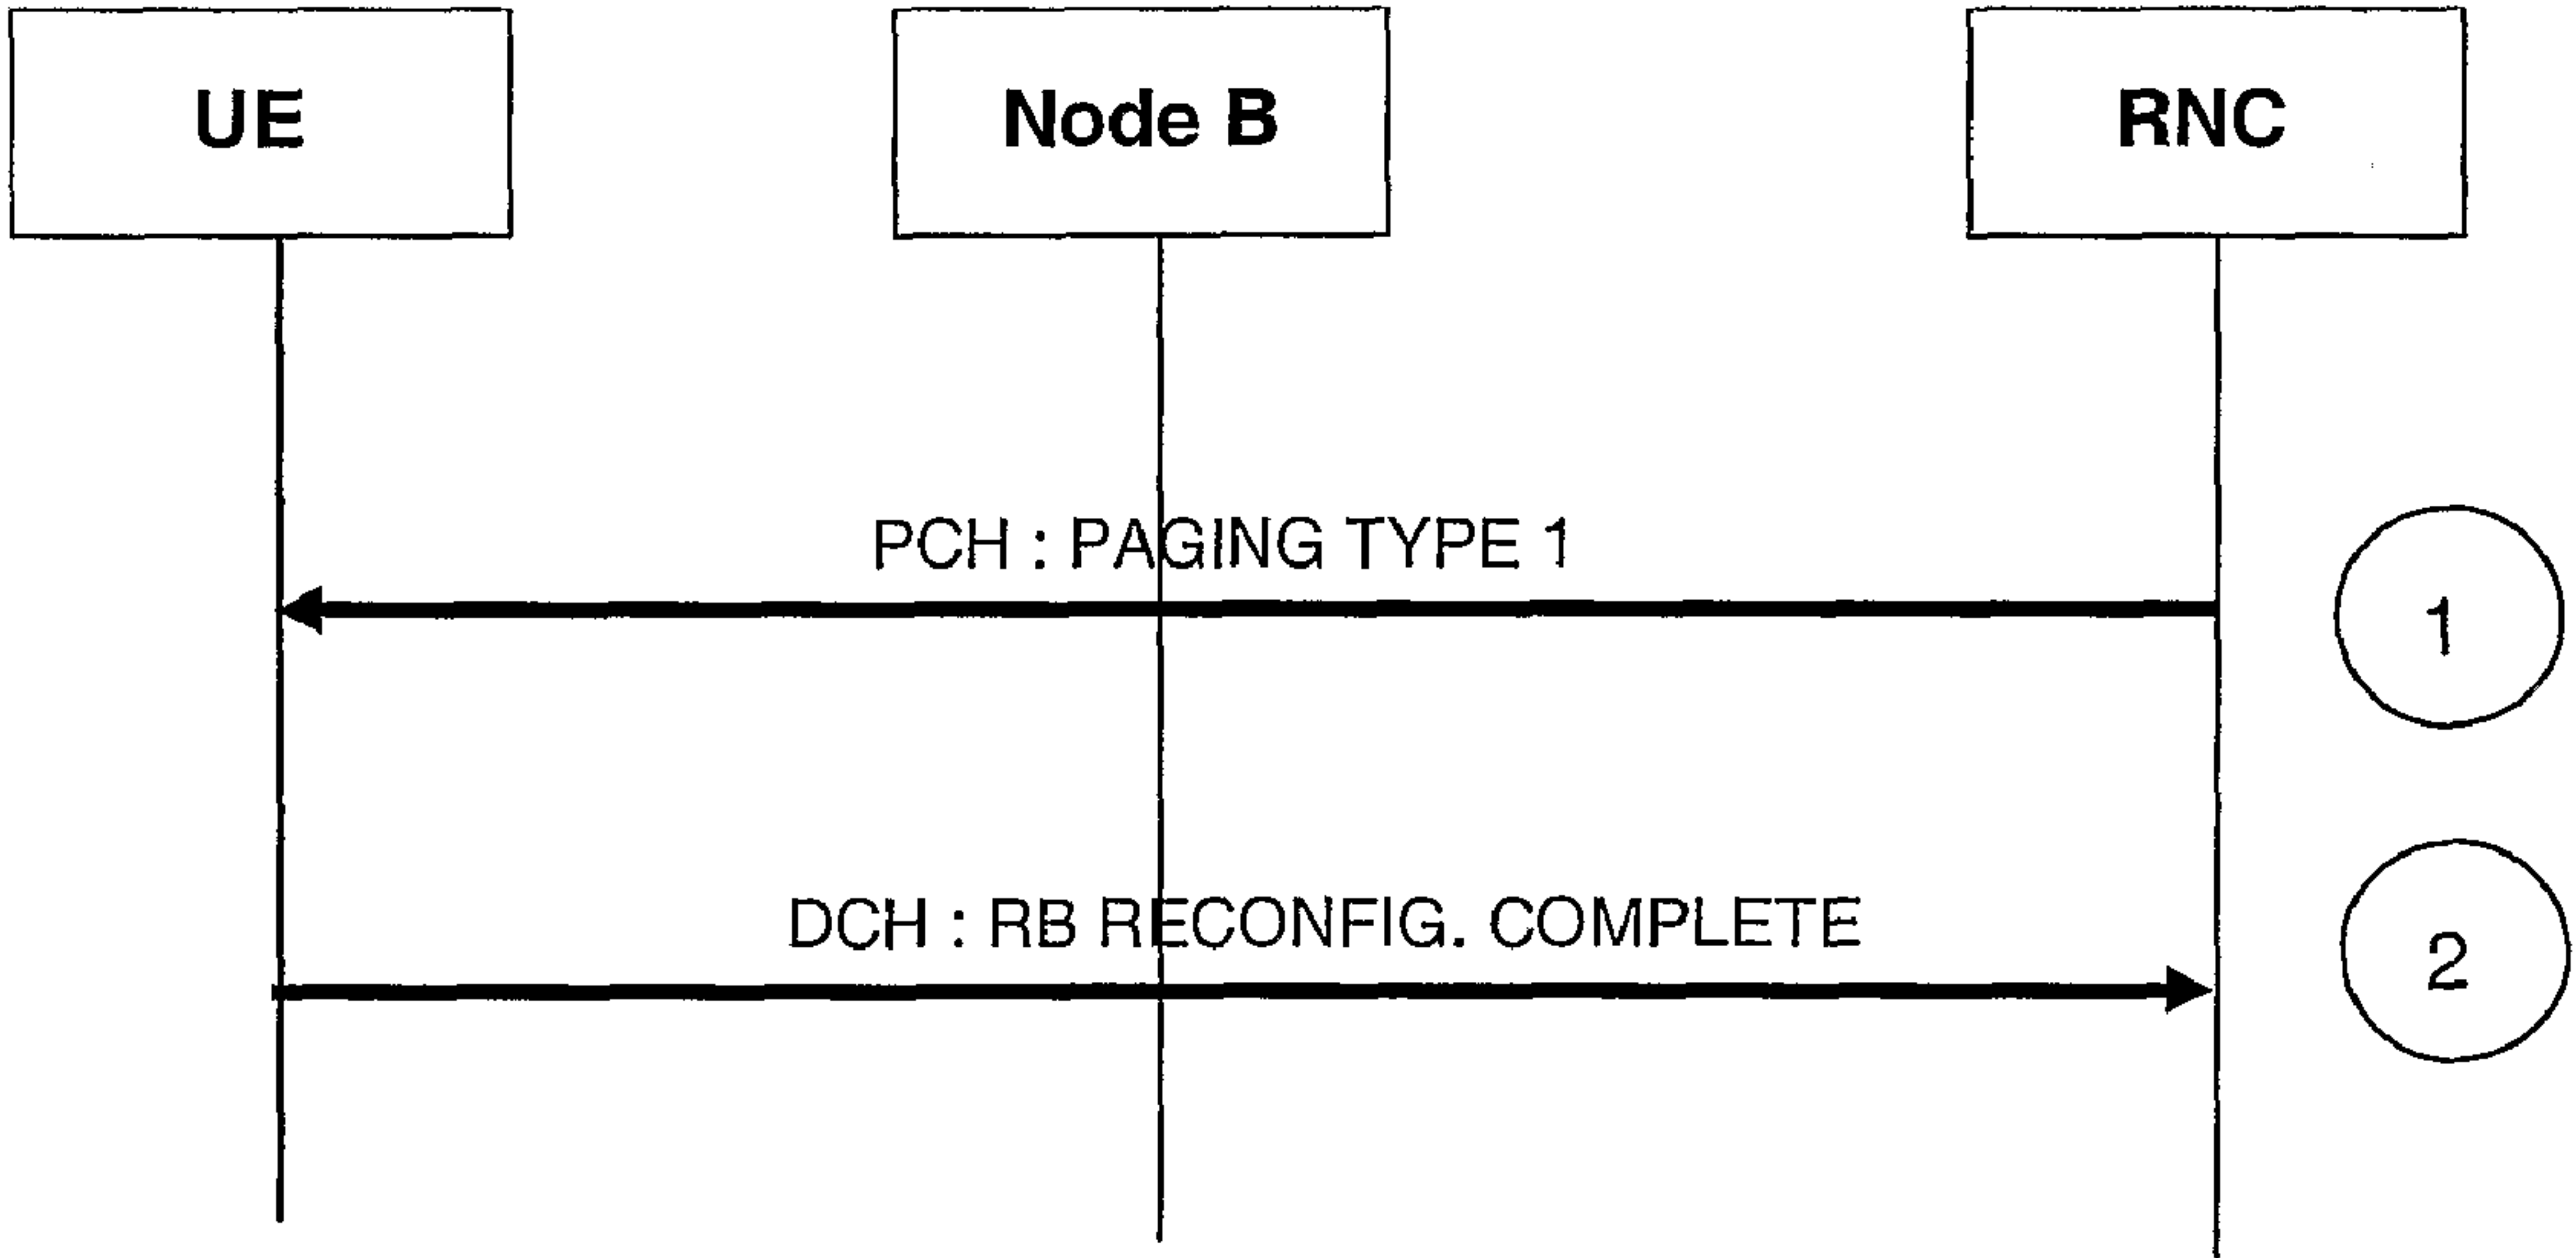 UE
Node B
RNC
PCH : PAGING TYPE 1
1
DCH : RB RECONFIG. COMPLETE
2